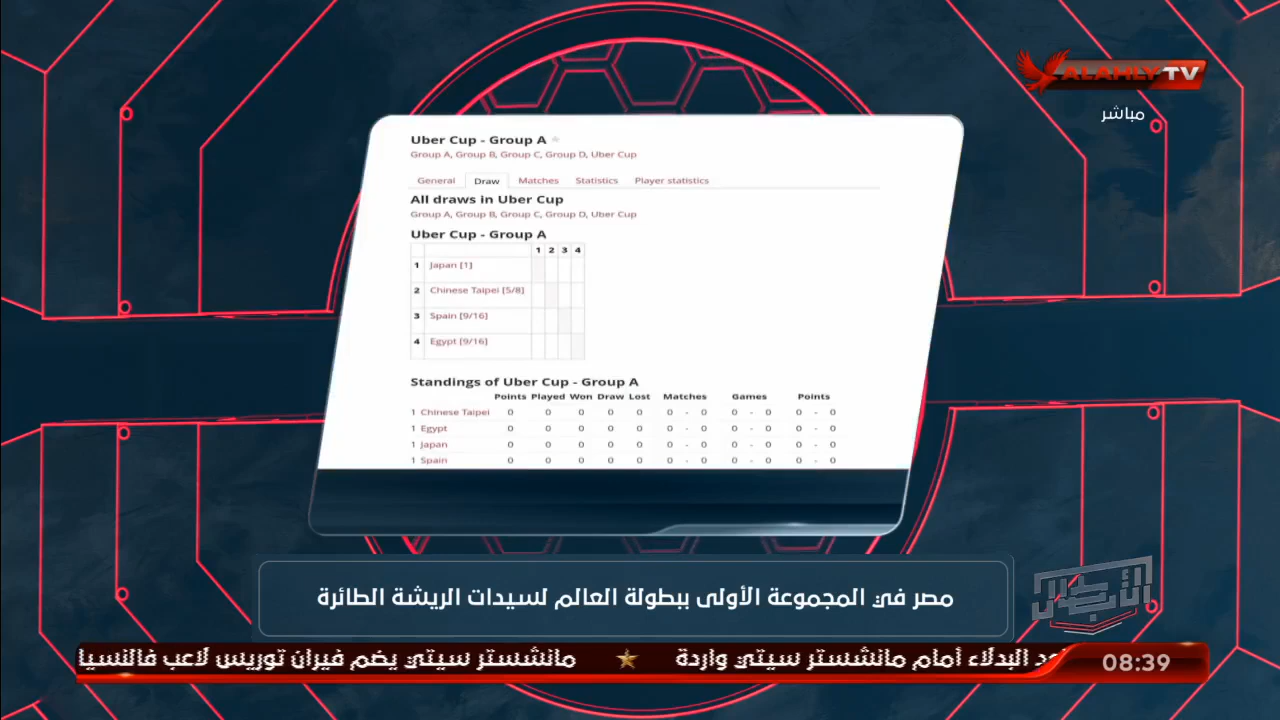 ALAHLY TV
مباشر
Uber Cup - Group A
Group A, Group B, Group C, Group D, Uber Cup
General Draw Matches Statistics Player statistics
All draws in Uber Cup
Group A, Group B, Group C, Group D, Uber Cup
Uber Cup - Group A
1 2 3 4
1 Japan [1]
2 Chinese Taipei [5/8]
3 Spain [9/16]
4 Egypt [9/16]
Standings of Uber Cup - Group A
Points Played Won Draw Lost Matches Games Points
1 Chinese Taipei 0 0 0 0 0 0 - 0 0 - 0 0 - 0
1 Egypt 0 0 0 0 0 0 - 0 0 - 0 0 - 0
1 Japan 0 0 0 0 0 0 - 0 0 - 0 0 - 0
1 Spain 0 0 0 0 0 0 - 0 0 - 0 0 - 0
مصر في المجموعة الأولى ببطولة العالم لسيدات الريشة الطائرة
البدلاء أمام مانشستر سيتي واردة ★ مانشستر سيتي يضم فيران توريس لاعب فالنسيا
08:39